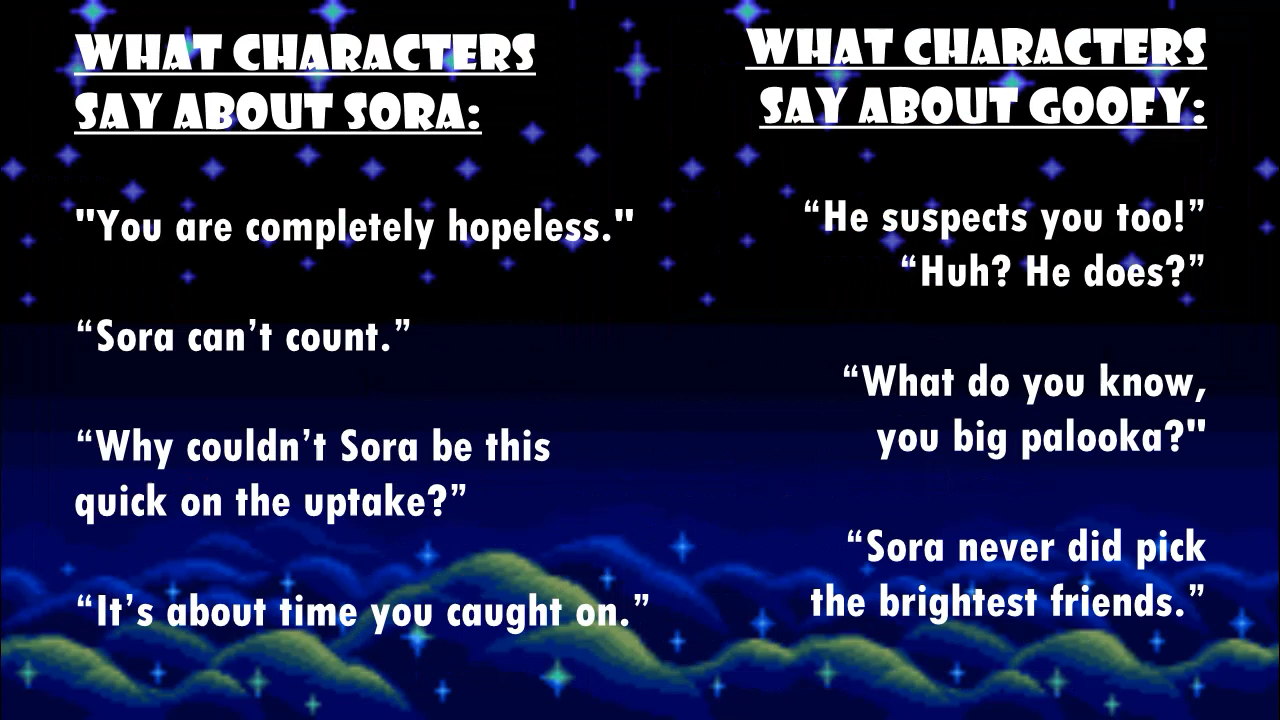 WHAT CHARACTERS
SAY ABOUT SORA:
"You are completely hopeless."
“Sora can’t count.”
“Why couldn’t Sora be this
quick on the uptake?”
“It’s about time you caught on.”
WHAT CHARACTERS
SAY ABOUT GOOFY:
“He suspects you too!”
“Huh? He does?”
“What do you know,
you big palooka?"
“Sora never did pick
the brightest friends.”